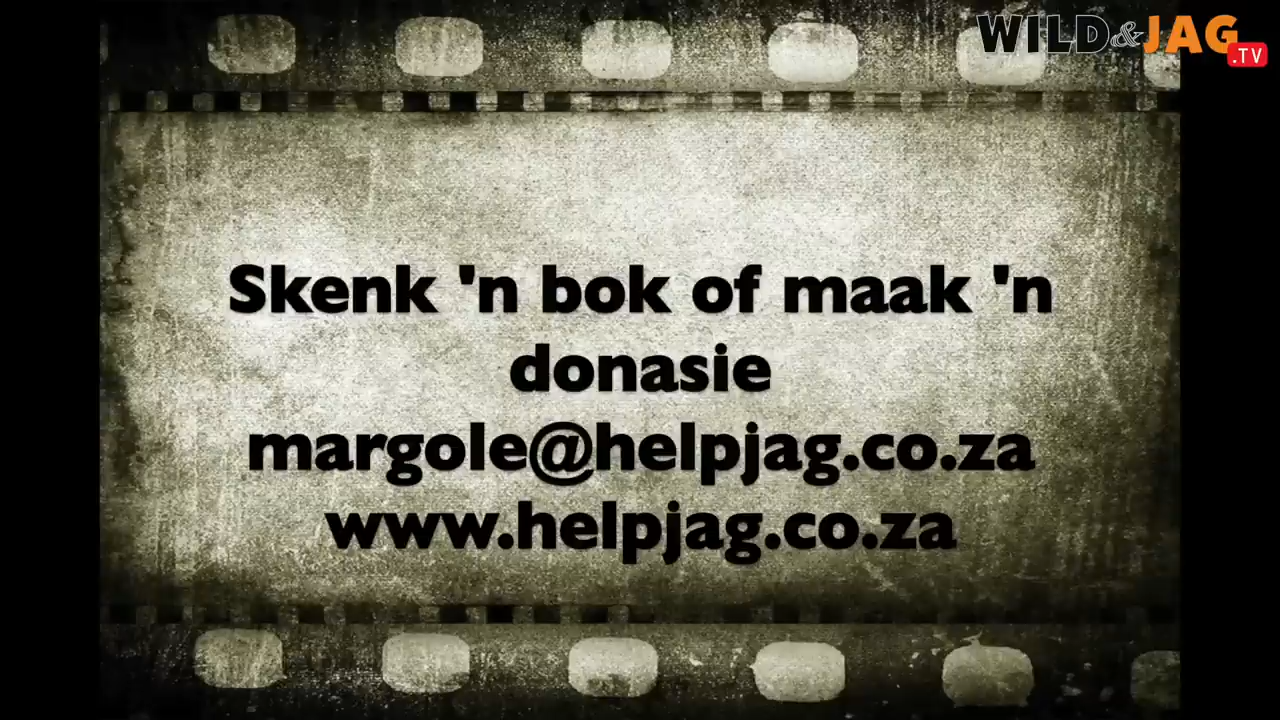 WILD&JAG
.TV
Skenk 'n bok of maak 'n
donasie
margole@helpjag.co.za
www.helpjag.co.za